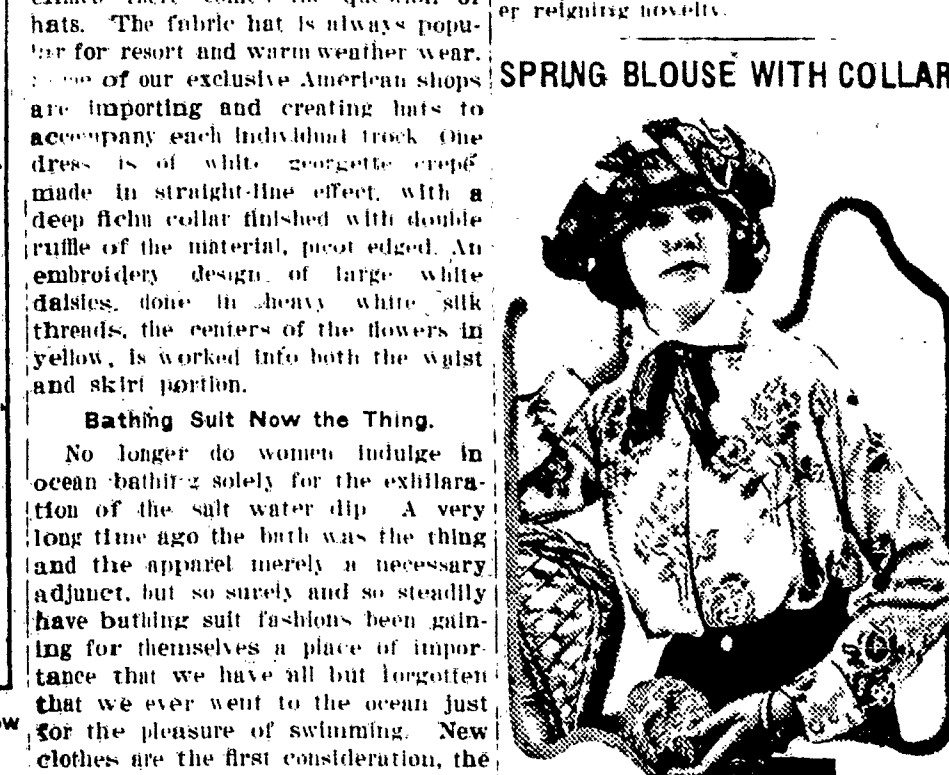 hats. The fabric hat is always popu-
lar for resort and warm weather wear.
of our exclusive American shops
are importing and creating hats to
accompany each individual frock. One
dress is of white georgette crepe
made in straight-line effect, with a
deep fichu collar finished with double
ruffle of the material, picot edged. An
embroidery design of large white
daisies, done in heavy white silk
threads, the centers of the flowers in
yellow, is worked into both the waist
and skirt portion.
Bathing Suit Now the Thing.
No longer do women indulge in
ocean bathing solely for the exhilara-
tion of the salt water dip. A very
long time ago the bath was the thing
and the apparel merely a necessary
adjunct, but so surely and so steadily
have bathing suit fashions been gain-
ing for themselves a place of impor-
tance that we have all but forgotten
that we ever went to the ocean just
for the pleasure of swimming. New
clothes are the first consideration, the
er reigning novelty.
SPRING BLOUSE WITH COLLAR